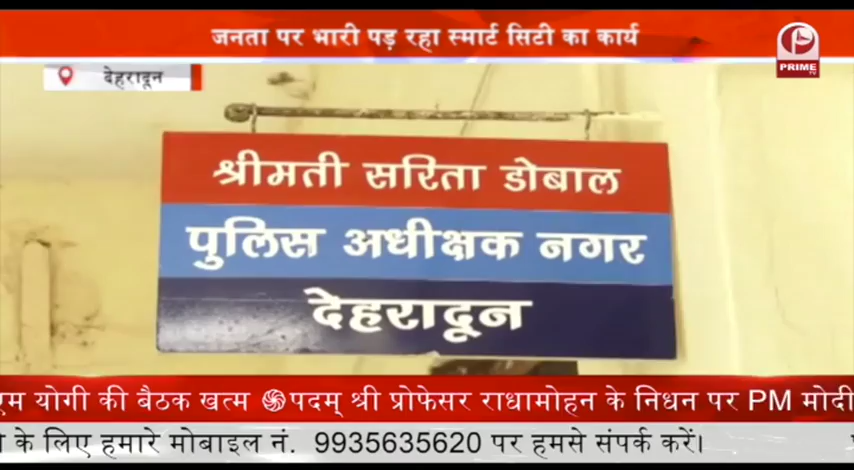 जनता पर भारी पड़ रहा स्मार्ट सिटी का कार्य
PRIME
TV
देहरादून
श्रीमती सरिता डोबाल
पुलिस अधीक्षक नगर
देहरादून
योगी की बैठक खत्म पदम् श्री प्रोफेसर राधामोहन के निधन पर PM मोदी
के लिए हमारे मोबाइल नं. 9935635620 पर हमसे संपर्क करें।